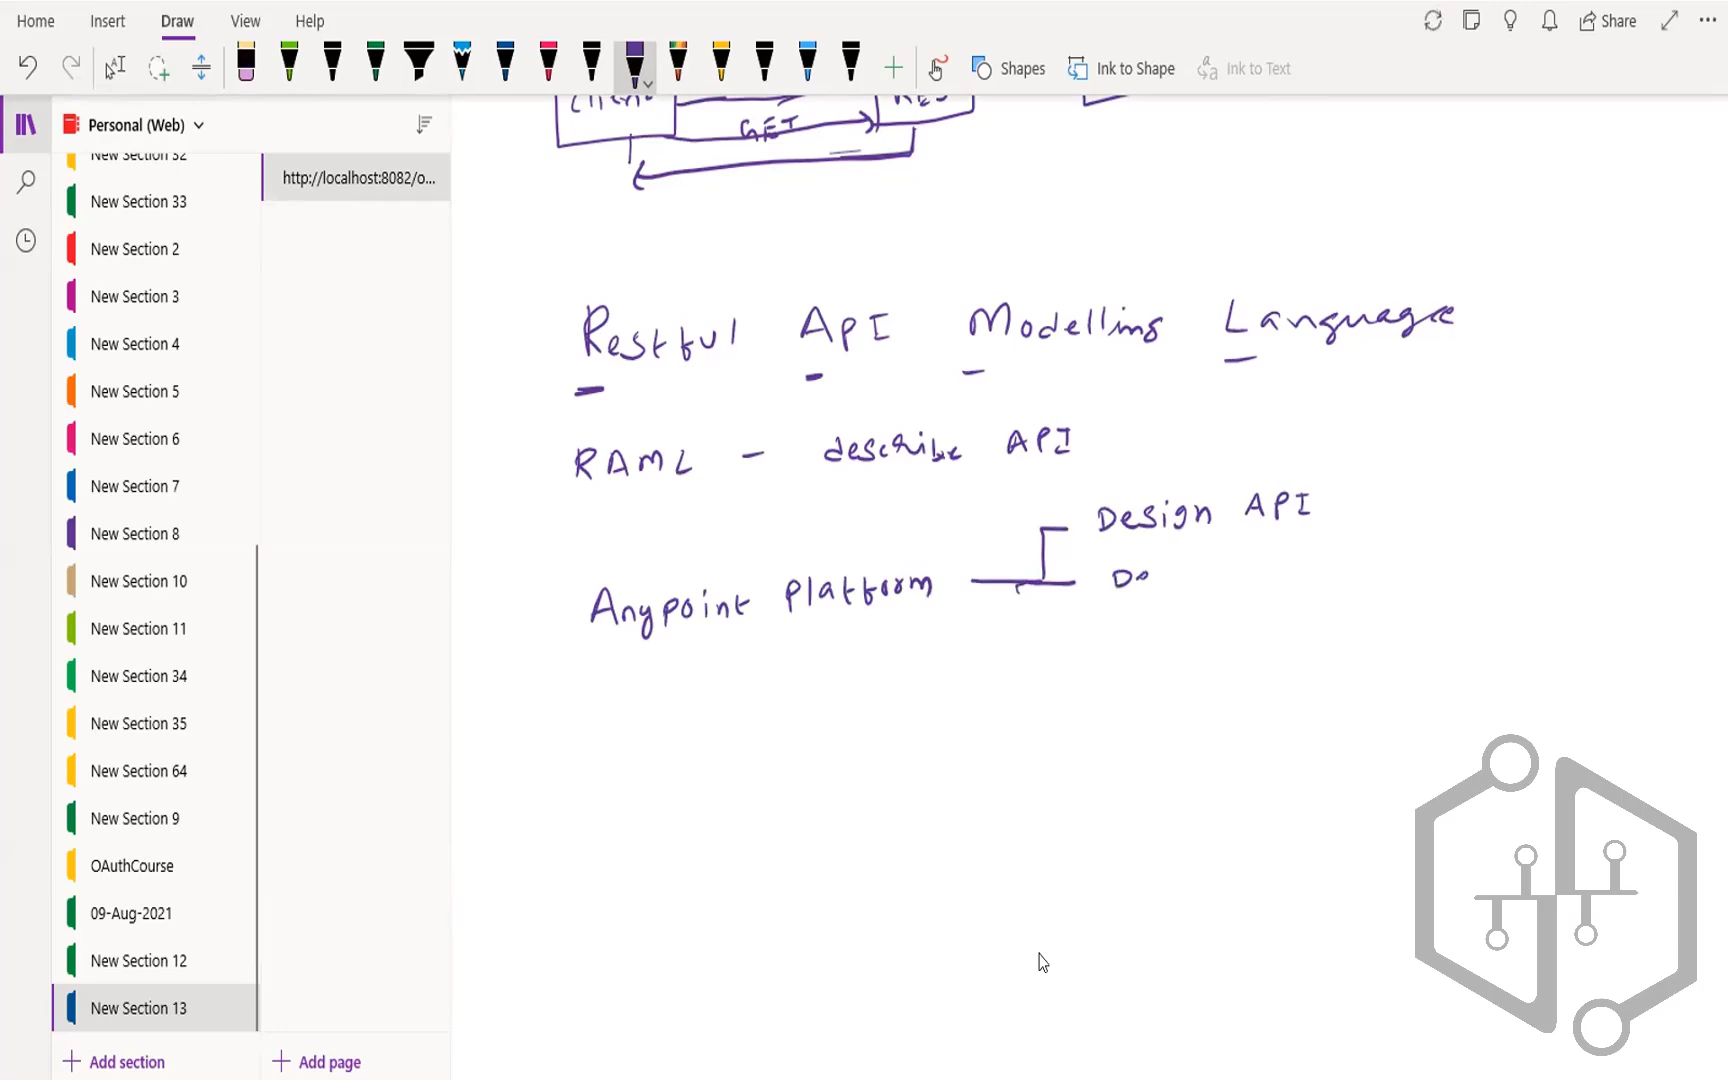 Home Insert Draw View Help
Share
Shapes Ink to Shape Ink to Text
Personal (Web)
New Section 32
New Section 33
New Section 2
New Section 3
New Section 4
New Section 5
New Section 6
New Section 7
New Section 8
New Section 10
New Section 11
New Section 34
New Section 35
New Section 64
New Section 9
OAuthCourse
09-Aug-2021
New Section 12
New Section 13
Add section
http://localhost:8082/o...
Add page
Client
GET
Restful API Modelling Language
RAML - describe API
Design API
Anypoint Platform